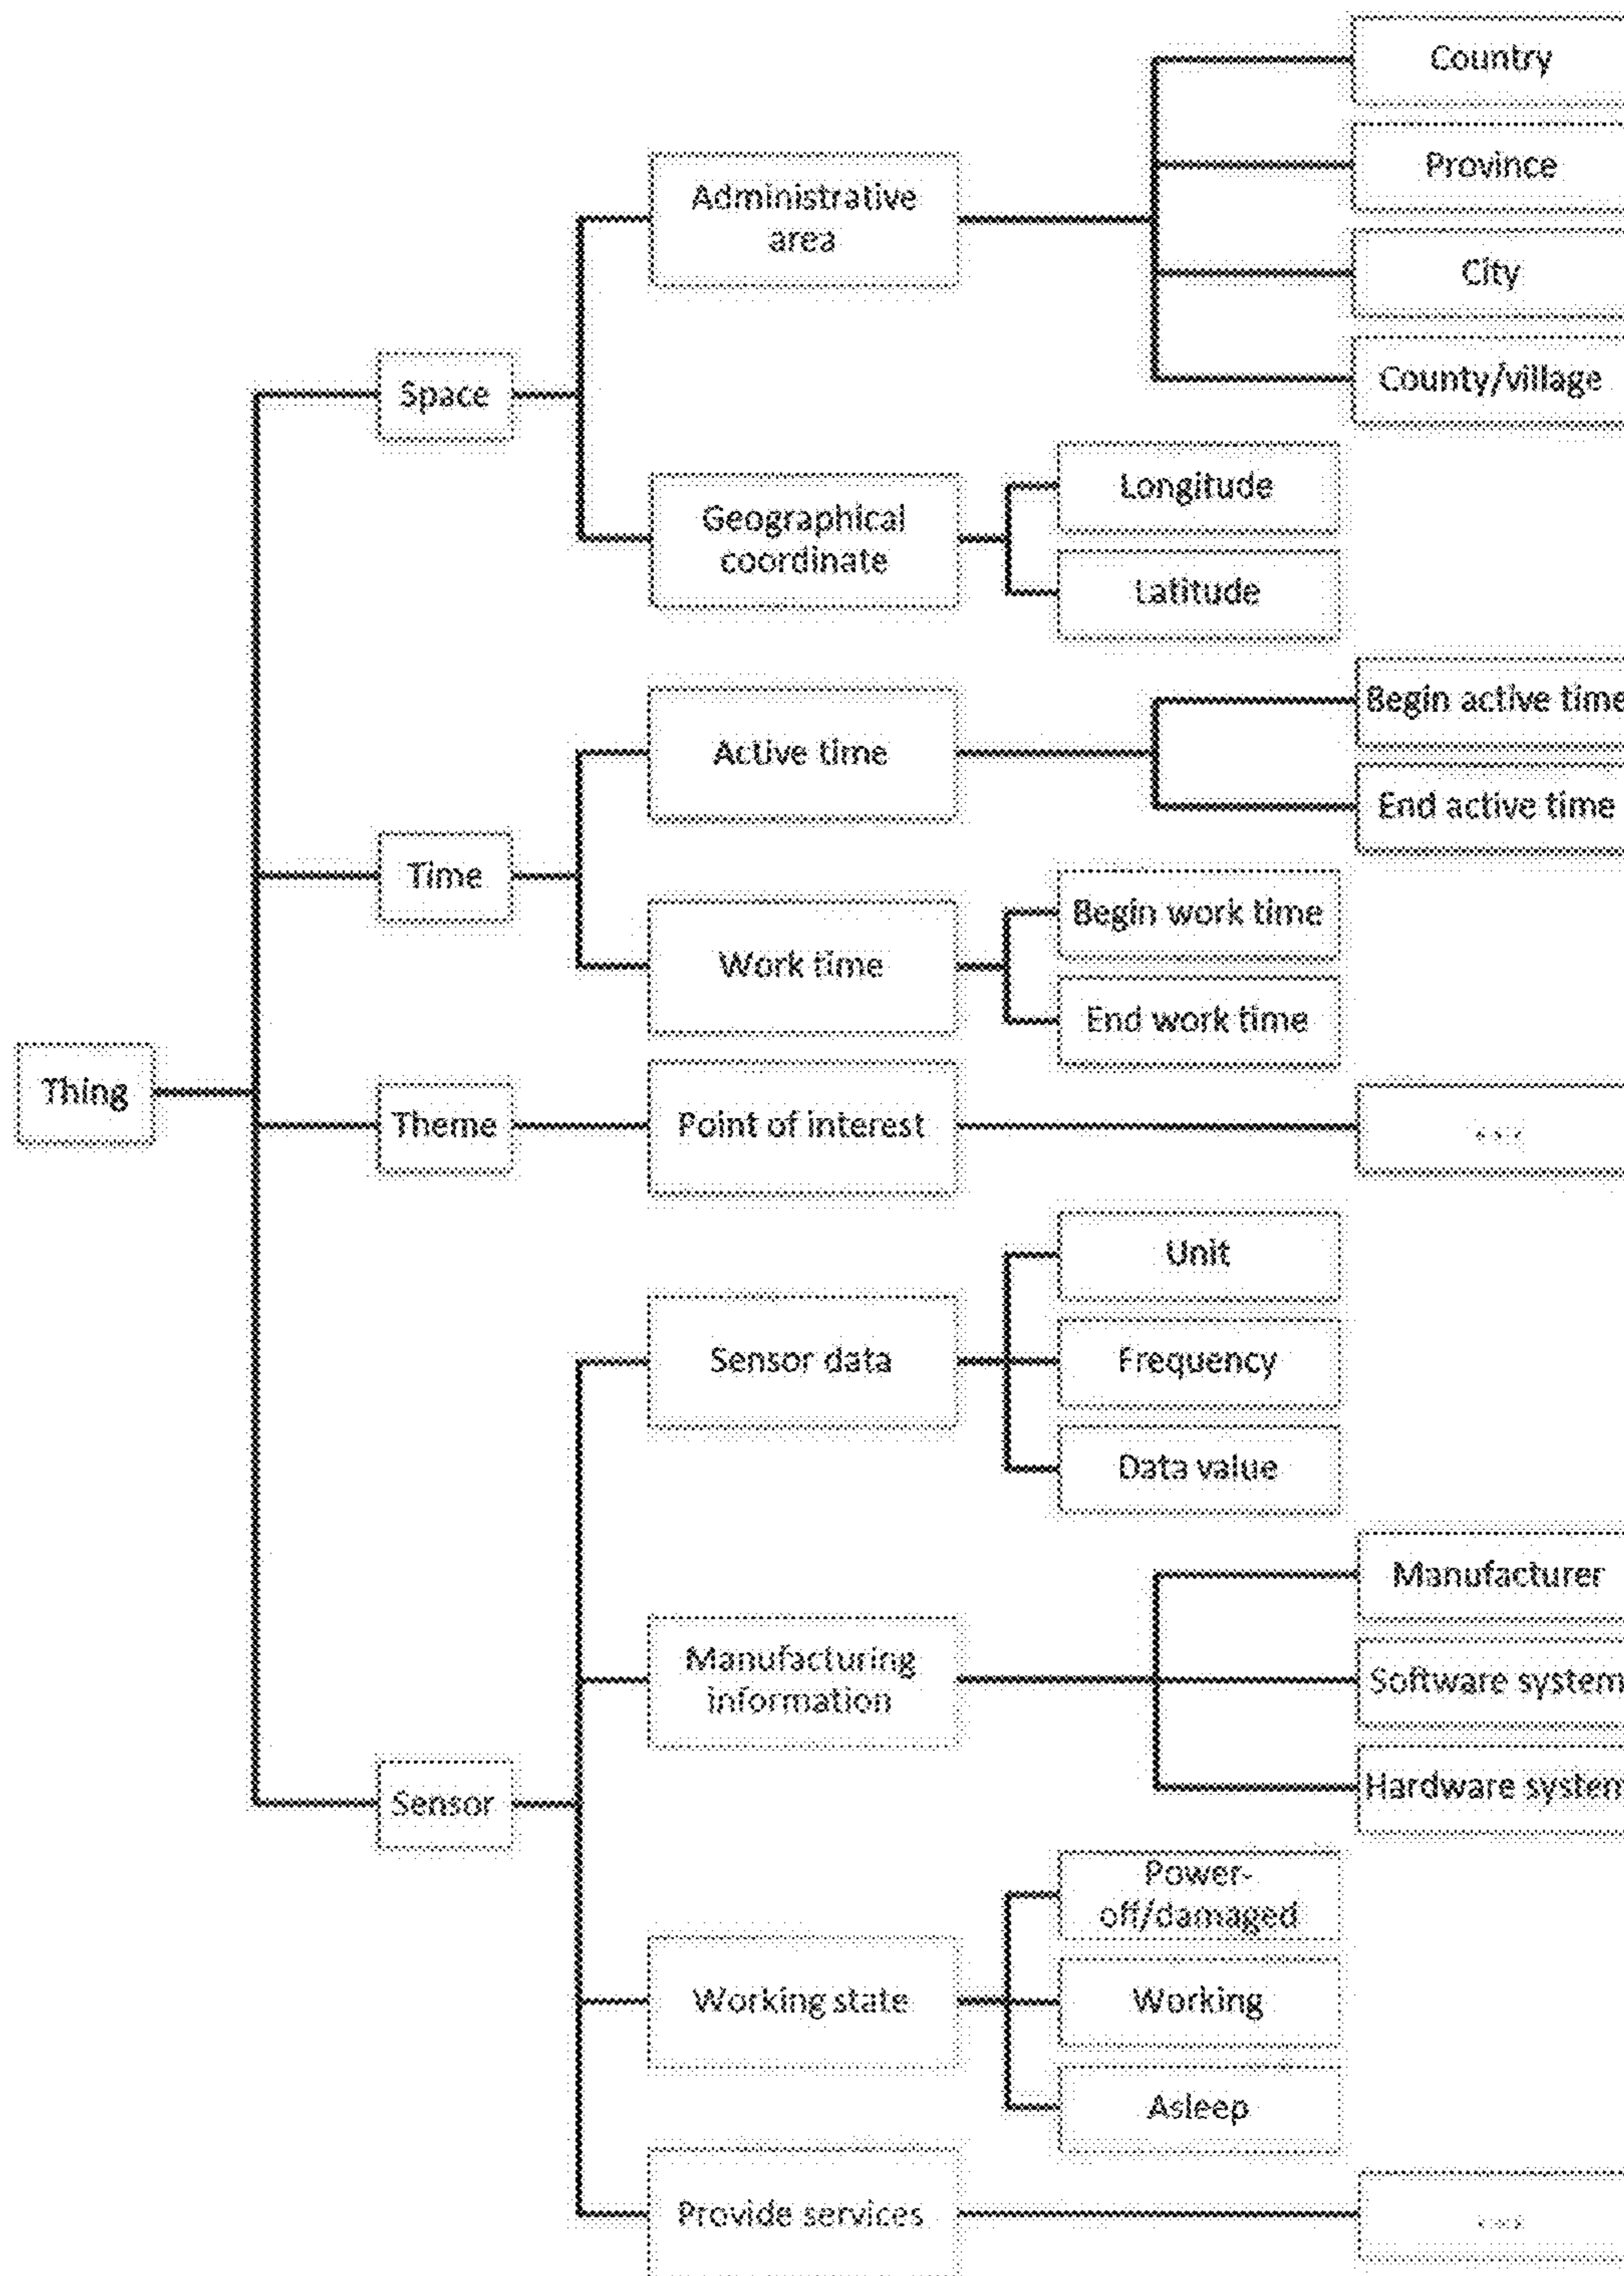 Country
Province
Administrative
area
City
County/village
Space
Longitude
Geographical
coordinate
Latitude
Begin active time
Active time
End active time
Time
Begin work time
Work time
End work time
Thing
Theme
Point of interest
...
Unit
Sensor data
Frequency
Data value
Manufacturer
Manufacturing
information
Software system
Hardware system
Sensor
Power-
off/damaged
Working state
Working
Asleep
Provide services
...